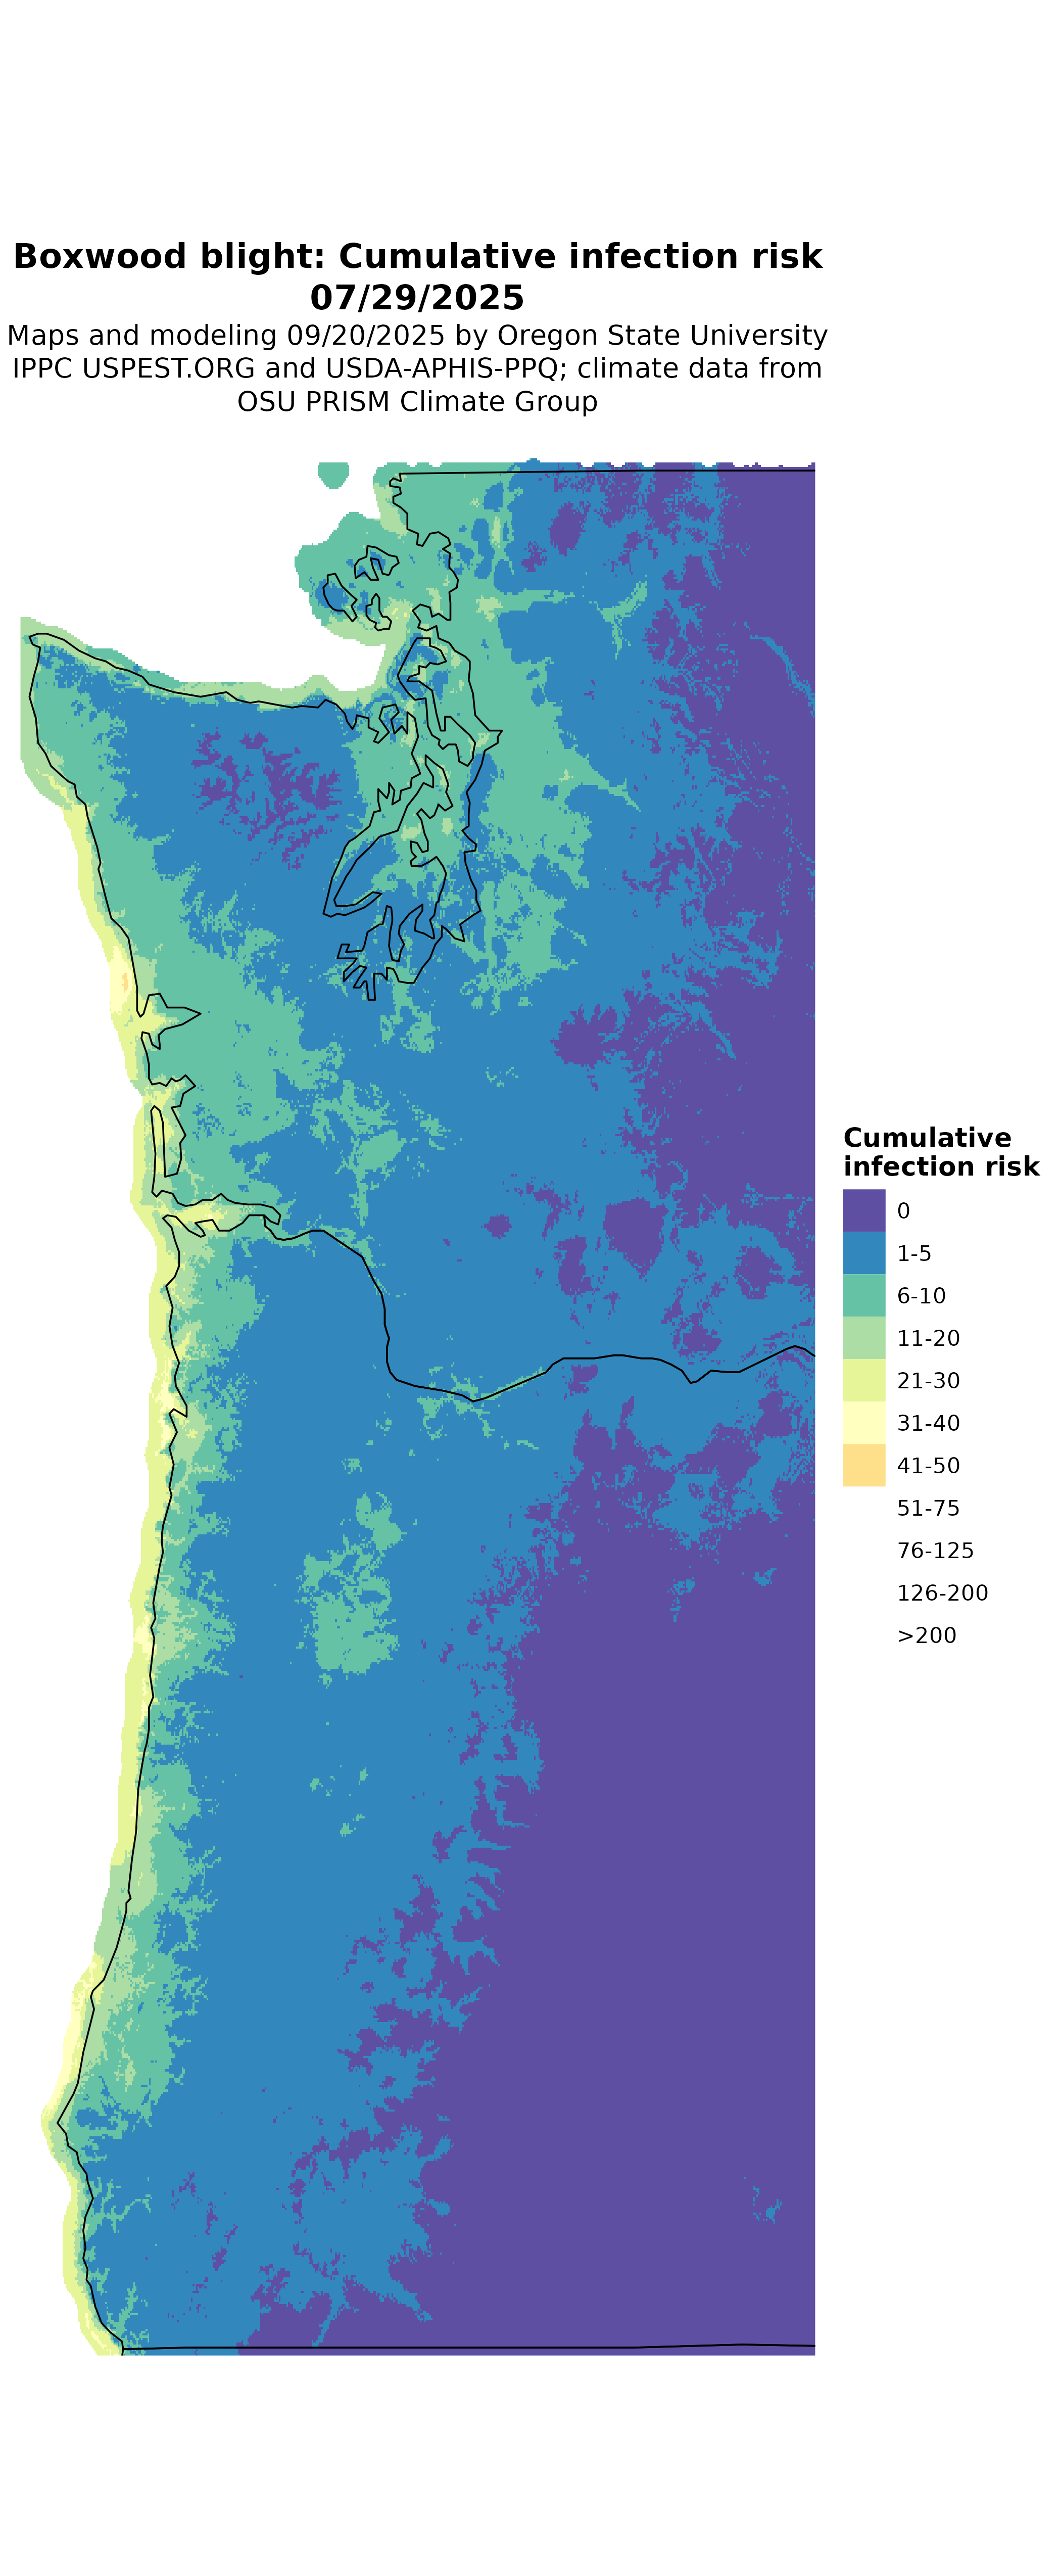 Boxwood blight: Cumulative infection risk
07/29/2025
Maps and modeling 09/20/2025 by Oregon State University
IPPC USPEST.ORG and USDA-APHIS-PPQ; climate data from
OSU PRISM Climate Group
Cumulative
infection risk
0
1-5
6-10
11-20
21-30
31-40
41-50
51-75
76-125
126-200
>200